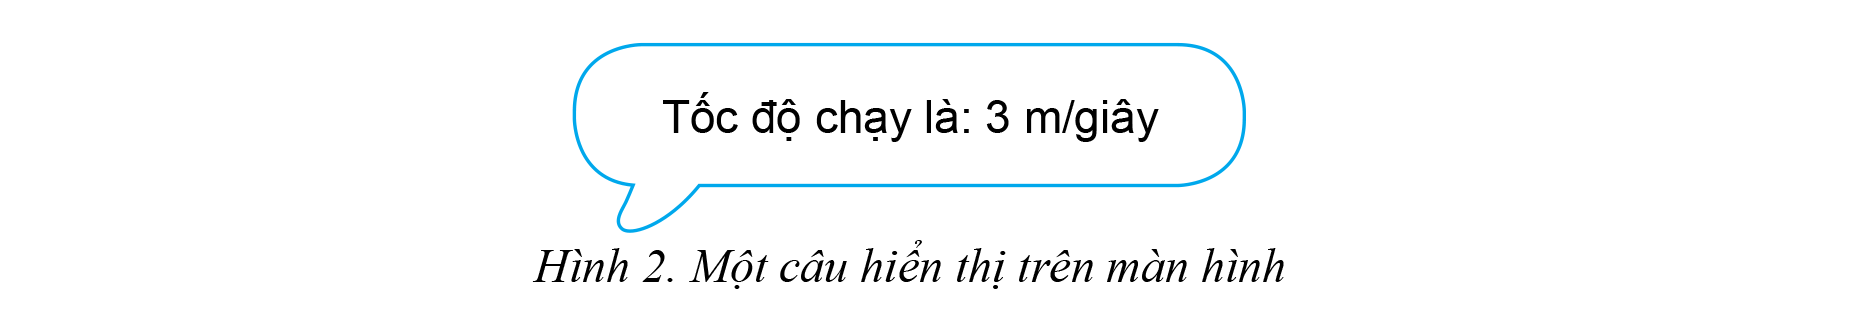 Tốc độ chạy là: 3 m/giây
Hình 2. Một câu hiển thị trên màn hình